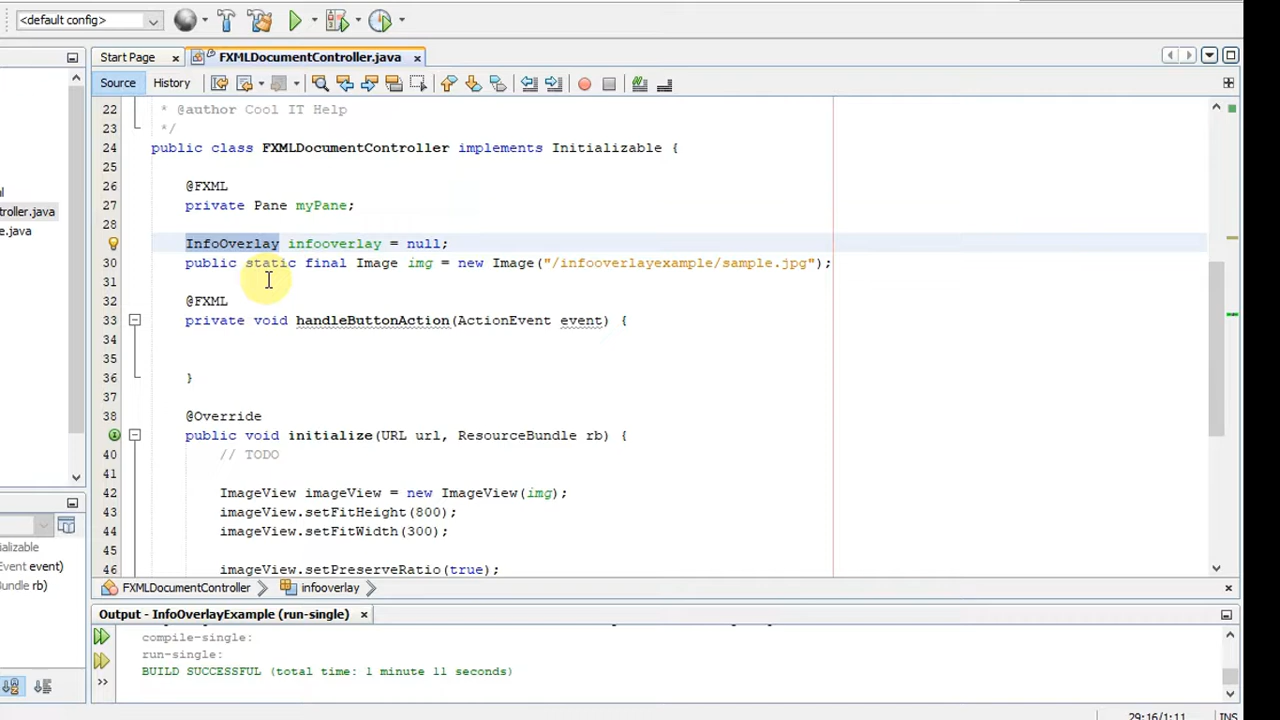 <default config>
Start Page
FXMLDocumentController.java
Source
History
22 * @author Cool IT Help
23 */
24 public class FXMLDocumentController implements Initializable {
25
26 @FXML
27 private Pane myPane;
28
InfoOverlay infooverlay = null;
30 public static final Image img = new Image("/infooverlayexample/sample.jpg");
31
32 @FXML
33 private void handleButtonAction(ActionEvent event) {
34
35
36 }
37
38 @Override
public void initialize(URL url, ResourceBundle rb) {
40 // TODO
41
42 ImageView imageView = new ImageView(img);
43 imageView.setFitHeight(800);
44 imageView.setFitWidth(300);
45
46 imageView.setPreserveRatio(true);
troller.java
e.java
ializable
Event event)
Bundle rb)
FXMLDocumentController
infooverlay
Output - InfoOverlayExample (run-single)
compile-single:
run-single:
BUILD SUCCESSFUL (total time: 1 minute 11 seconds)
29:16/1:11
INS